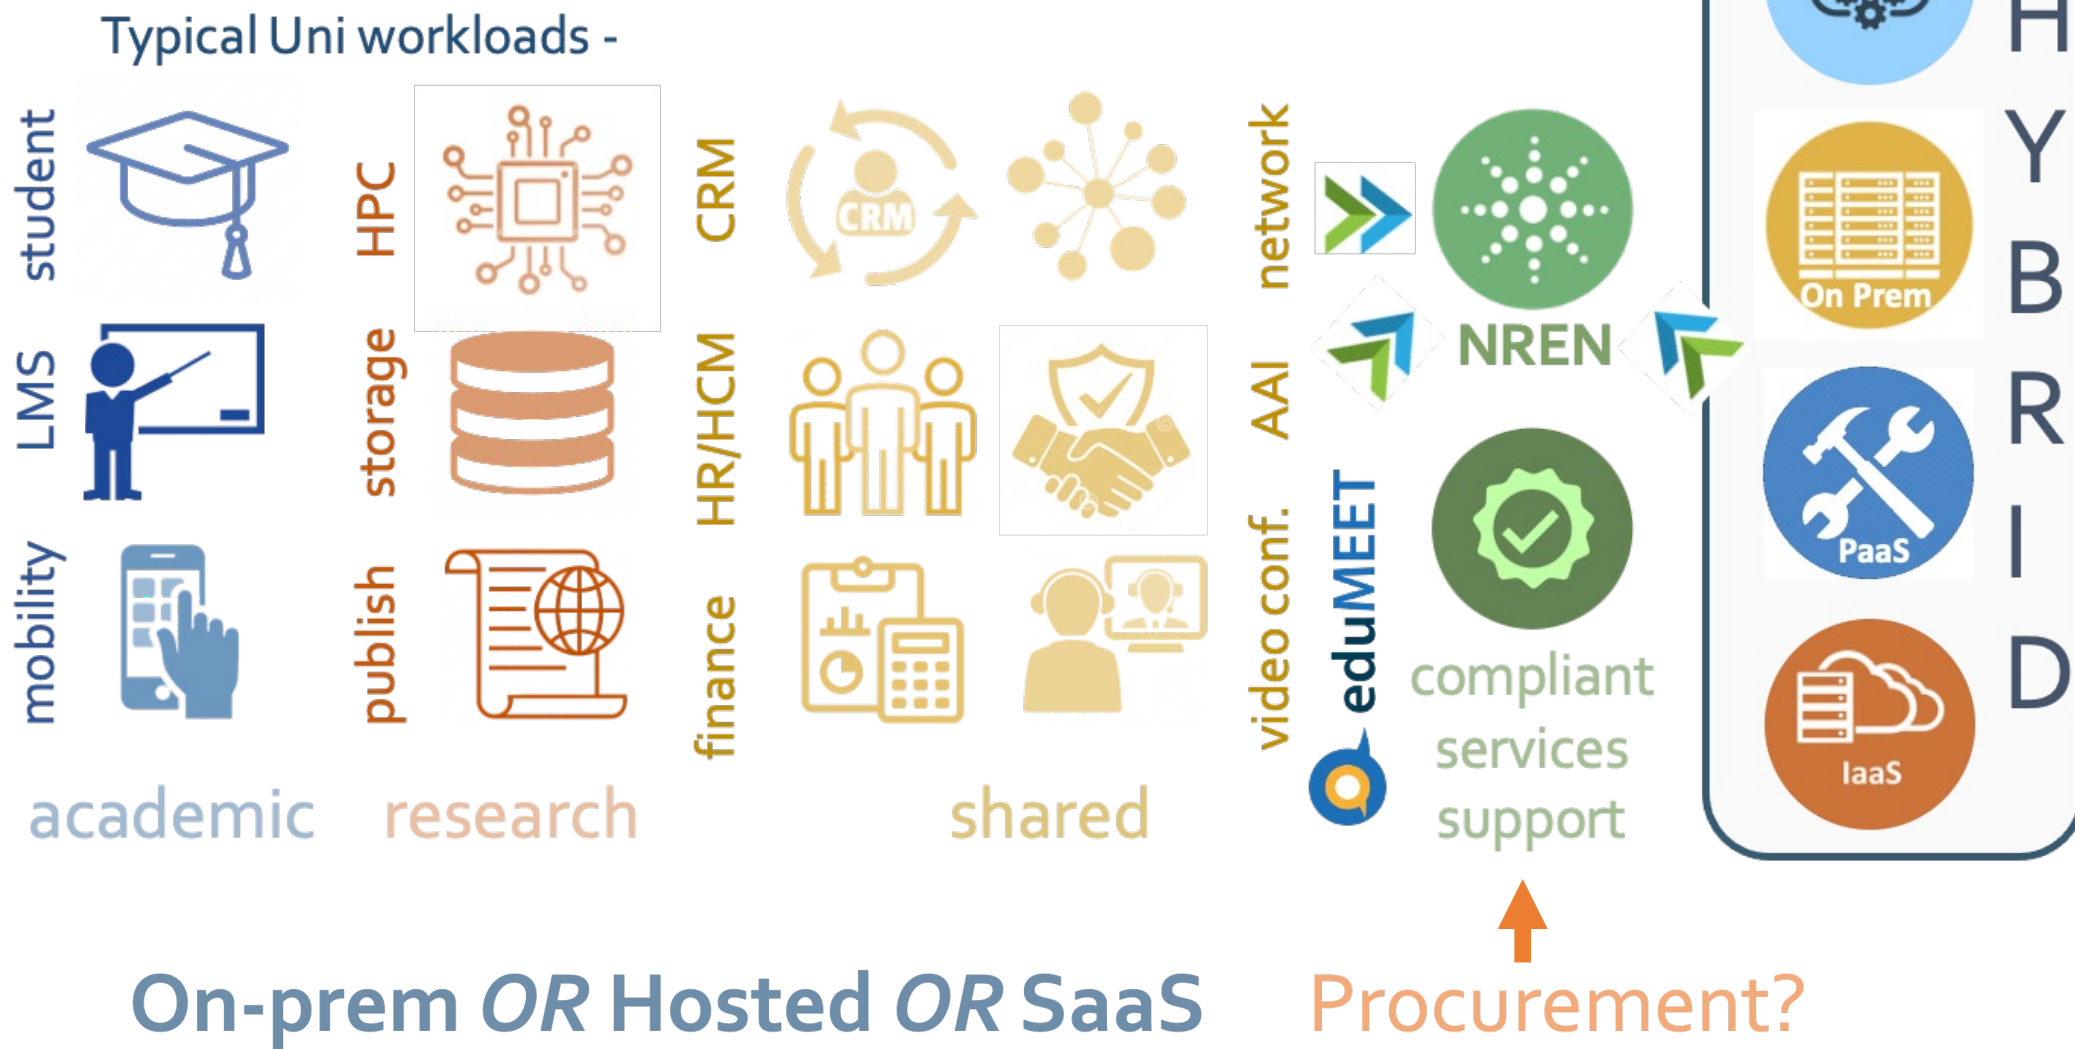 Typical Uni workloads -
student
LMS
mobility
academic
HPC
storage
publish
research
CRM
HR/HCM
finance
CRM
shared
network
AAI
video conf.
eduMEET
NREN
compliant
services
support
On Prem
PaaS
IaaS
HYBRID
On-prem OR Hosted OR SaaS
Procurement?